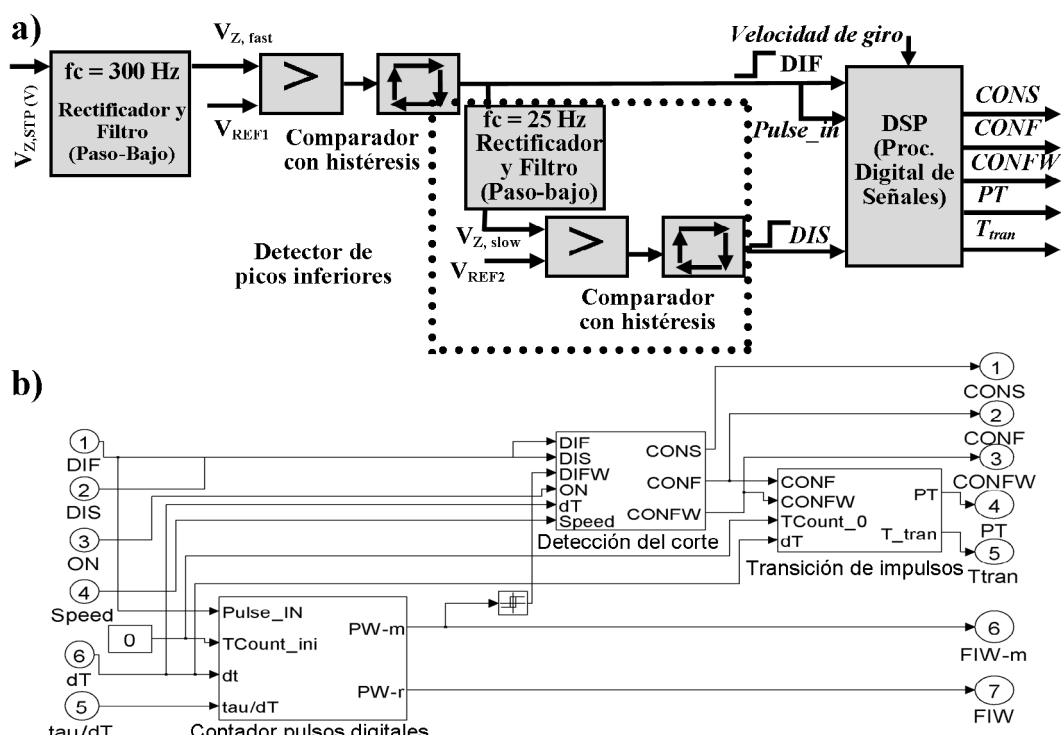 a)
V_Z,STP (V)
fc = 300 Hz
Rectificador y
Filtro
(Paso-Bajo)
V_Z, fast
V_REF1
>
Comparador
con histéresis
fc = 25 Hz
Rectificador
y Filtro
(Paso-bajo)
V_Z, slow
V_REF2
>
Comparador
con histéresis
Detector de
picos inferiores
Velocidad de giro
DIF
Pulse_in
DIS
DSP
(Proc.
Digital de
Señales)
CONS
CONF
CONFW
PT
T_tran
b)
1
DIF
2
DIS
3
ON
4
Speed
0
6
dT
5
tau/dT
Pulse_IN
TCount_ini
dt
tau/dT
PW-m
PW-r
Contador pulsos digitales
DIF
DIS
DIFW
ON
dT
Speed
CONS
CONF
CONFW
Detección del corte
CONF
CONFW
TCount_0
dT
PT
T_tran
Transición de impulsos
1
CONS
2
CONF
3
CONFW
4
PT
5
Ttran
6
FIW-m
7
FIW